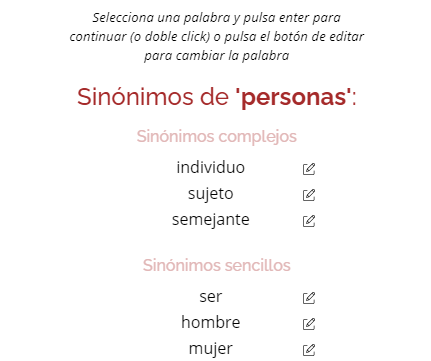 Selecciona una palabra y pulsa enter para
continuar (o doble click) o pulsa el botón de editar
para cambiar la palabra
Sinónimos de 'personas':
Sinónimos complejos
individuo
sujeto
semejante
Sinónimos sencillos
ser
hombre
mujer